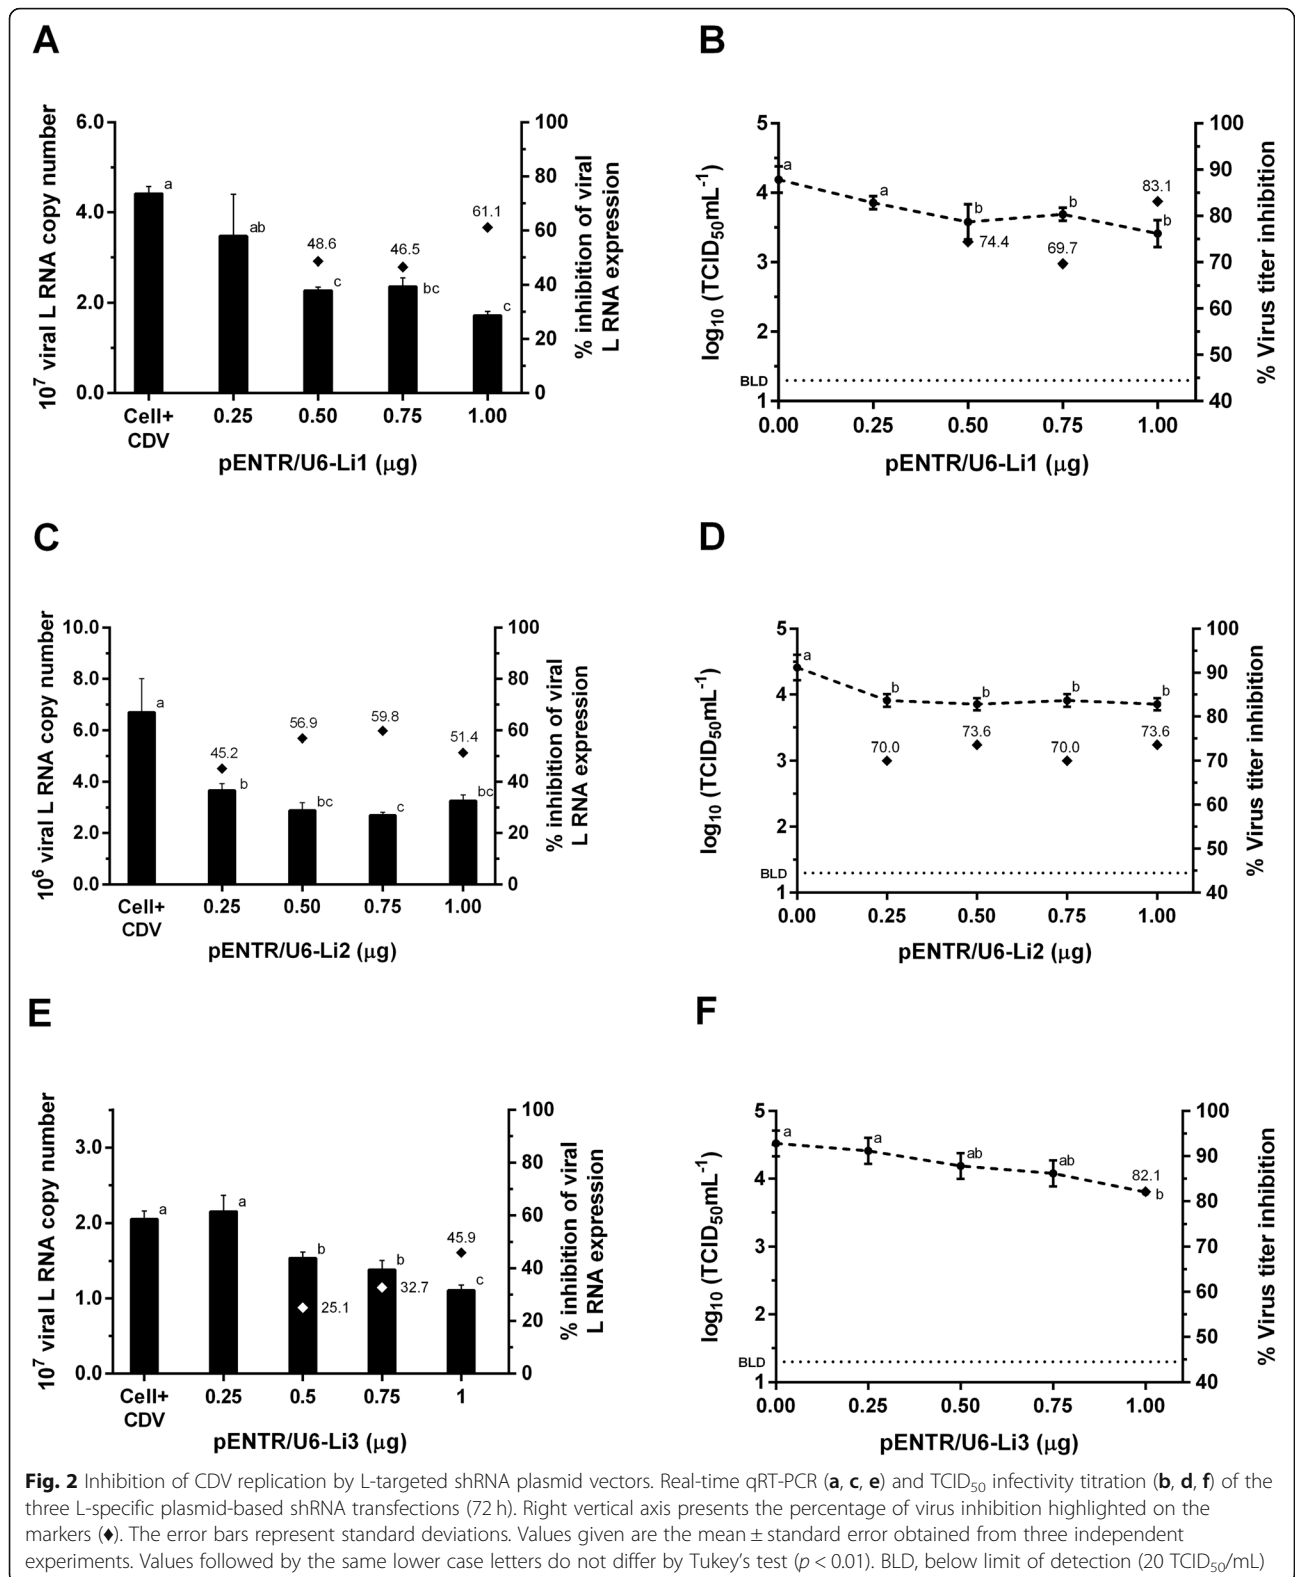 A
10⁷ viral L RNA copy number
6.0
4.0
2.0
0.0
a
ab
48.6
c
46.5
bc
61.1
c
100
80
60
40
20
0
% inhibition of viral
L RNA expression
Cell+
CDV
0.25
0.50
0.75
1.00
pENTR/U6-Li1 (μg)
B
log₁₀ (TCID₅₀mL⁻¹)
5
4
3
2
1
BLD
a
a
b
74.4
b
69.7
83.1
b
100
90
80
70
60
50
40
% Virus titer inhibition
0.00
0.25
0.50
0.75
1.00
pENTR/U6-Li1 (μg)
C
10⁶ viral L RNA copy number
10.0
8.0
6.0
4.0
2.0
0.0
a
45.2
b
56.9
bc
59.8
c
51.4
bc
100
80
60
40
20
0
% inhibition of viral
L RNA expression
Cell+
CDV
0.25
0.50
0.75
1.00
pENTR/U6-Li2 (μg)
D
log₁₀ (TCID₅₀mL⁻¹)
5
4
3
2
1
BLD
a
b
70.0
b
73.6
b
70.0
b
73.6
100
90
80
70
60
50
40
% Virus titer inhibition
0.00
0.25
0.50
0.75
1.00
pENTR/U6-Li2 (μg)
E
10⁷ viral L RNA copy number
3.0
2.0
1.0
0.0
a
a
b
25.1
b
32.7
45.9
c
100
80
60
40
20
0
% inhibition of viral
L RNA expression
Cell+
CDV
0.25
0.5
0.75
1
pENTR/U6-Li3 (μg)
F
log₁₀ (TCID₅₀mL⁻¹)
5
4
3
2
1
BLD
a
a
ab
ab
82.1
b
100
90
80
70
60
50
40
% Virus titer inhibition
0.00
0.25
0.50
0.75
1.00
pENTR/U6-Li3 (μg)
Fig. 2 Inhibition of CDV replication by L-targeted shRNA plasmid vectors. Real-time qRT-PCR (a, c, e) and TCID₅₀ infectivity titration (b, d, f) of the
three L-specific plasmid-based shRNA transfections (72 h). Right vertical axis presents the percentage of virus inhibition highlighted on the
markers (♦). The error bars represent standard deviations. Values given are the mean ± standard error obtained from three independent
experiments. Values followed by the same lower case letters do not differ by Tukey's test (p < 0.01). BLD, below limit of detection (20 TCID₅₀/mL)